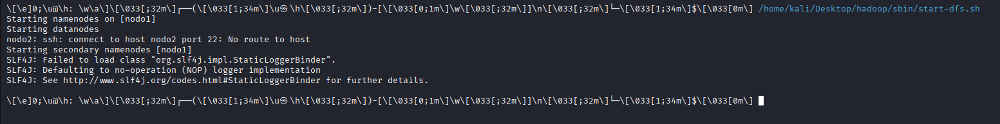 \[\e]0;\u@\h: \w\a\]\[\033[;32m\]┌──(\[\033[1;34m\]\u㉿\h\[\033[;32m\])-[\[\033[0;1m\]\w\[\033[;32m\]]\n\[\033[;32m\]└─\[\033[1;34m\]$\[\033[0m\] /home/kali/Desktop/hadoop/sbin/start-dfs.sh
Starting namenodes on [nodo1]
Starting datanodes
nodo2: ssh: connect to host nodo2 port 22: No route to host
Starting secondary namenodes [nodo1]
SLF4J: Failed to load class "org.slf4j.impl.StaticLoggerBinder".
SLF4J: Defaulting to no-operation (NOP) logger implementation
SLF4J: See http://www.slf4j.org/codes.html#StaticLoggerBinder for further details.
\[\e]0;\u@\h: \w\a\]\[\033[;32m\]┌──(\[\033[1;34m\]\u㉿\h\[\033[;32m\])-[\[\033[0;1m\]\w\[\033[;32m\]]\n\[\033[;32m\]└─\[\033[1;34m\]$\[\033[0m\]